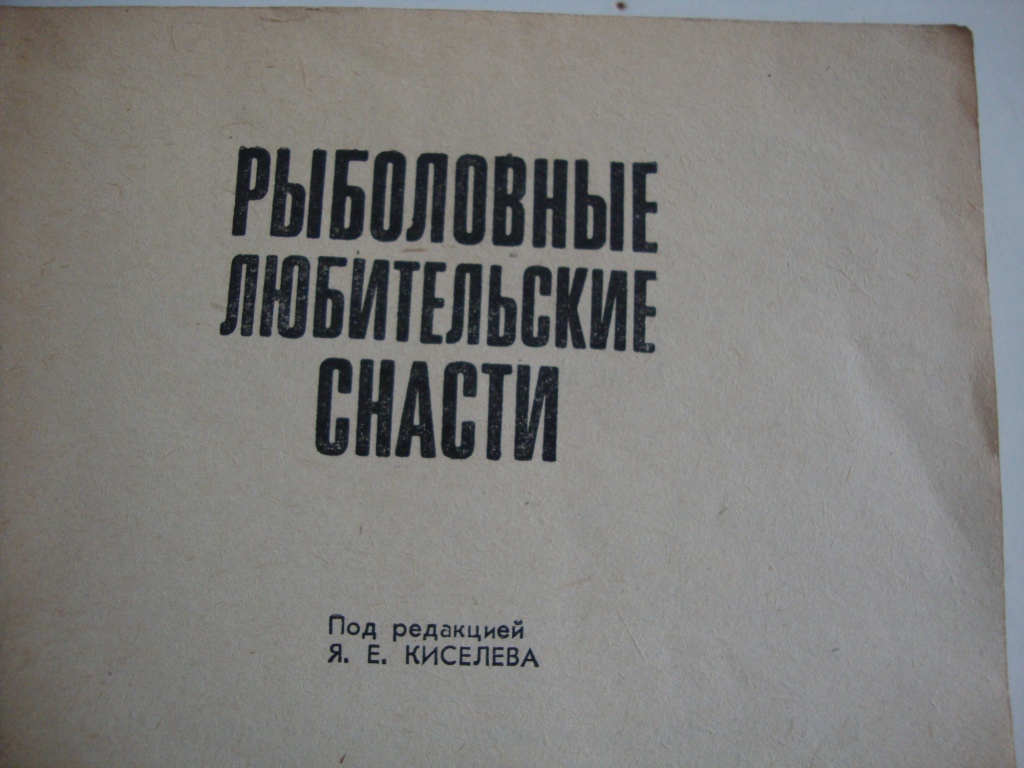 РЫБОЛОВНЫЕ
ЛЮБИТЕЛЬСКИЕ
СНАСТИ
Под редакцией
Я. Е. КИСЕЛЕВА